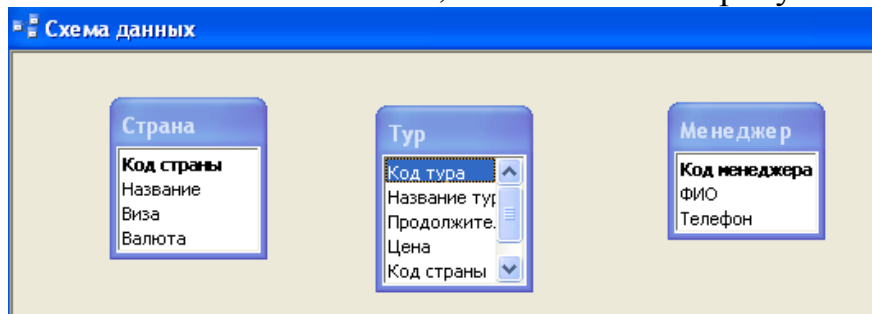 Схема данных
Страна
Код страны
Название
Виза
Валюта
Тур
Код тура
Название тур
Продолжите.
Цена
Код страны
Менеджер
Код менеджера
ФИО
Телефон